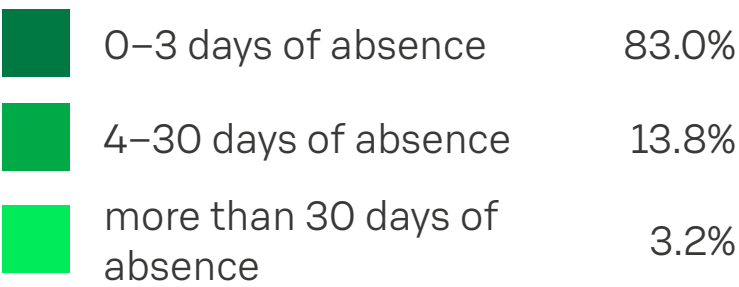 0–3 days of absence 83.0%
4–30 days of absence 13.8%
more than 30 days of
absence 3.2%